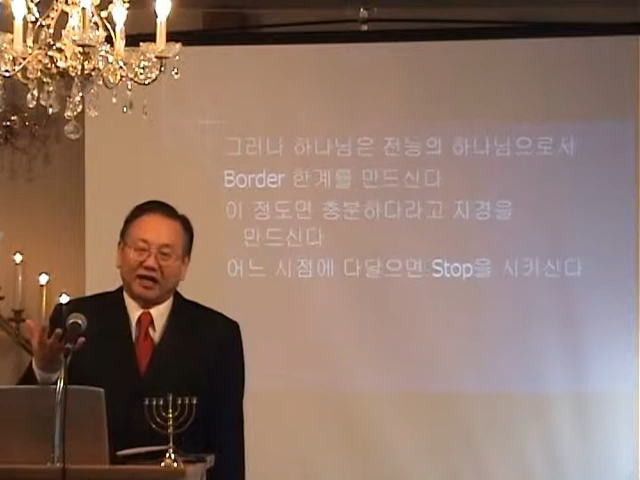 그러나 하나님은 전능의 하나님으로서
Border 한계를 만드신다
이 정도면 충분하다라고 지경을
만드신다
어느 시점에 다달으면 Stop을 시키신다